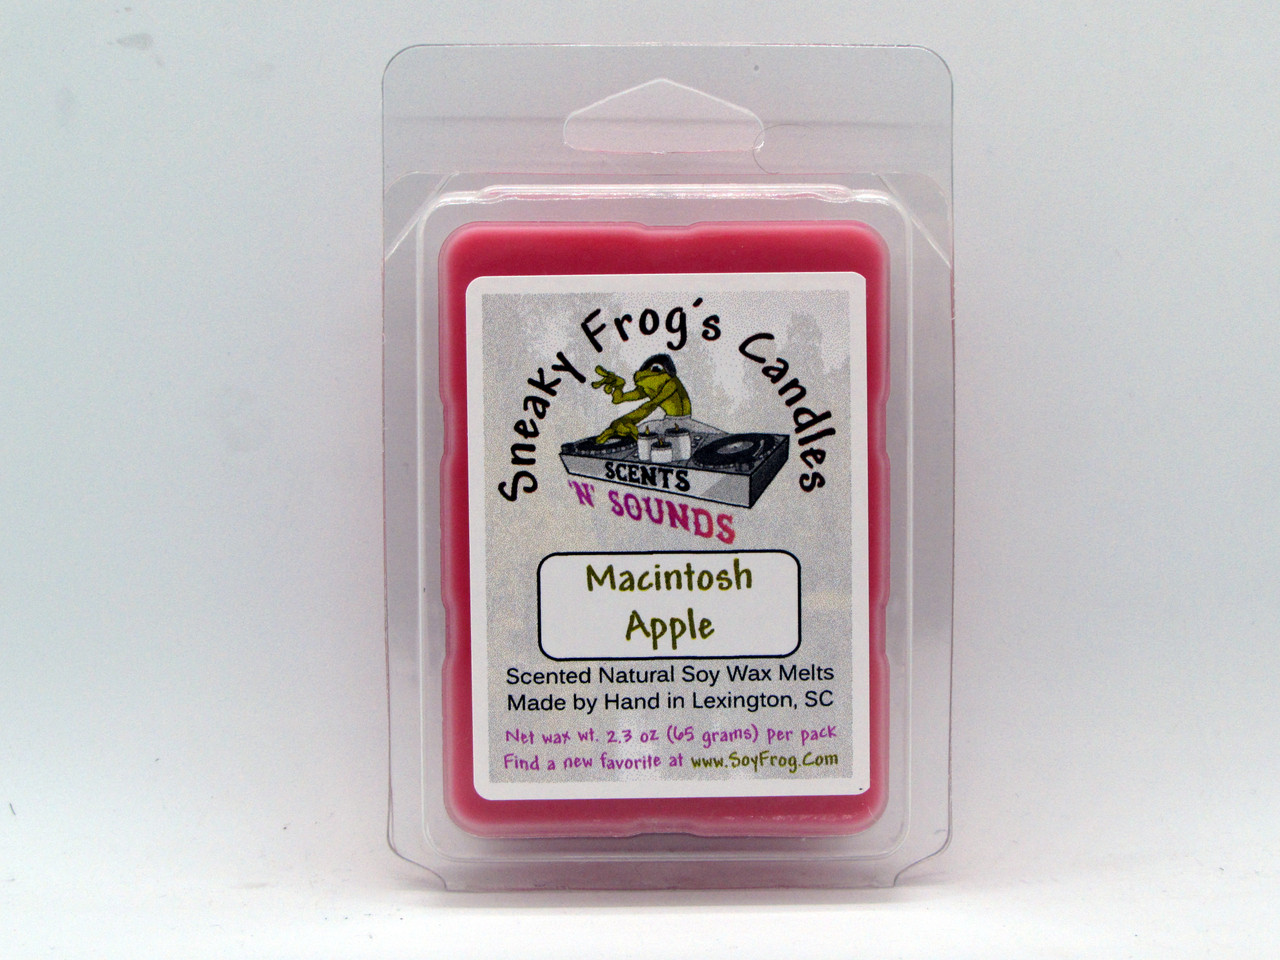 Sneaky Frog's Candles
SCENTS
'N' SOUNDS
Macintosh
Apple
Scented Natural Soy Wax Melts
Made by Hand in Lexington, SC
Net wax wt. 2.3 oz (65 grams) per pack
Find a new favorite at www.SoyFrog.Com